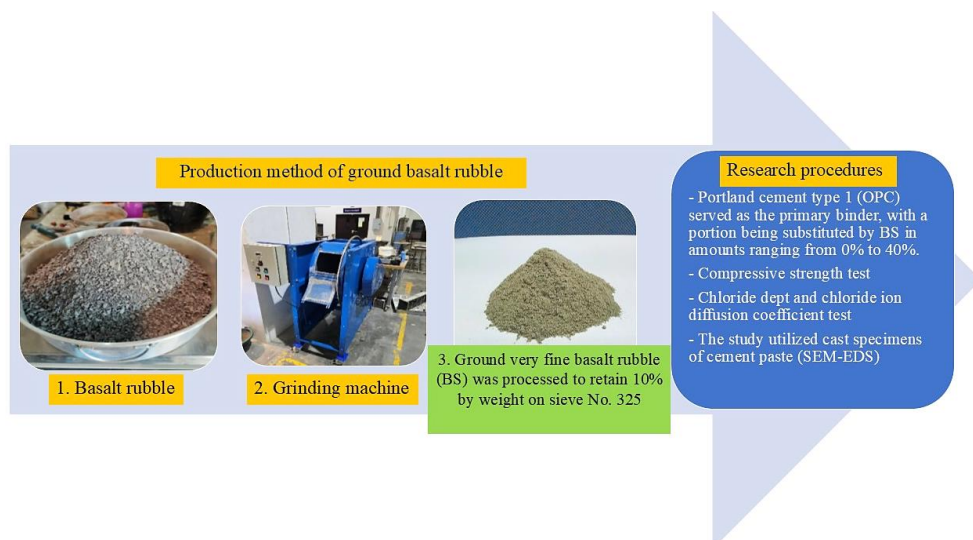 Production method of ground basalt rubble
1. Basalt rubble
2. Grinding machine
3. Ground very fine basalt rubble
(BS) was processed to retain 10%
by weight on sieve No. 325
Research procedures
- Portland cement type 1 (OPC)
served as the primary binder, with a
portion being substituted by BS in
amounts ranging from 0% to 40%.
- Compressive strength test
- Chloride dept and chloride ion
diffusion coefficient test
- The study utilized cast specimens
of cement paste (SEM-EDS)